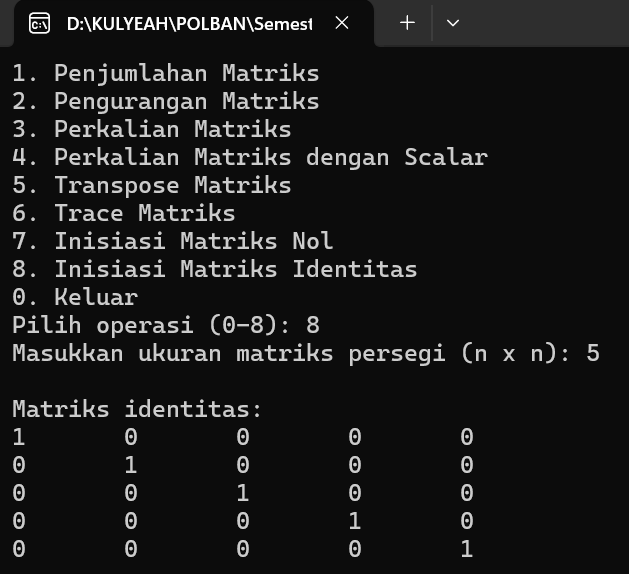 D:\KULYEAH\POLBAN\Semest
1. Penjumlahan Matriks
2. Pengurangan Matriks
3. Perkalian Matriks
4. Perkalian Matriks dengan Scalar
5. Transpose Matriks
6. Trace Matriks
7. Inisiasi Matriks Nol
8. Inisiasi Matriks Identitas
0. Keluar
Pilih operasi (0-8): 8
Masukkan ukuran matriks persegi (n x n): 5
Matriks identitas:
1 0 0 0 0
0 1 0 0 0
0 0 1 0 0
0 0 0 1 0
0 0 0 0 1